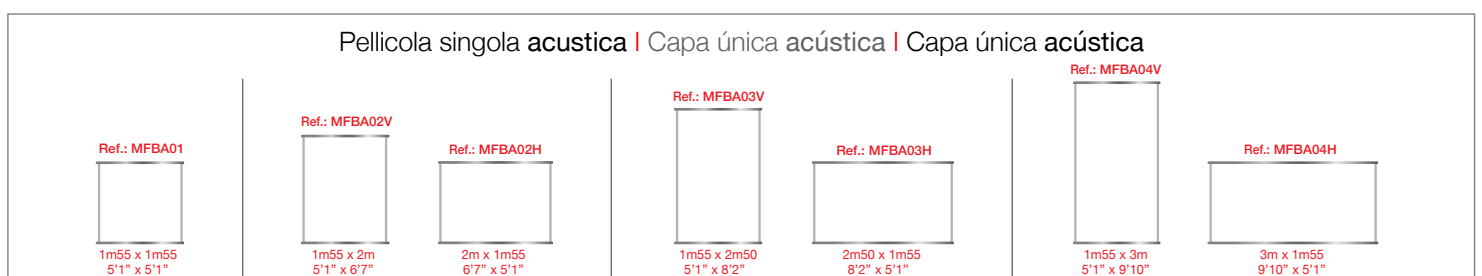 Pellicola singola acustica | Capa única acústica | Capa única acústica
Ref.: MFBA01
1m55 x 1m55
5'1" x 5'1"
Ref.: MFBA02V
1m55 x 2m
5'1" x 6'7"
Ref.: MFBA02H
2m x 1m55
6'7" x 5'1"
Ref.: MFBA03V
1m55 x 2m50
5'1" x 8'2"
Ref.: MFBA03H
2m50 x 1m55
8'2" x 5'1"
Ref.: MFBA04V
1m55 x 3m
5'1" x 9'10"
Ref.: MFBA04H
3m x 1m55
9'10" x 5'1"